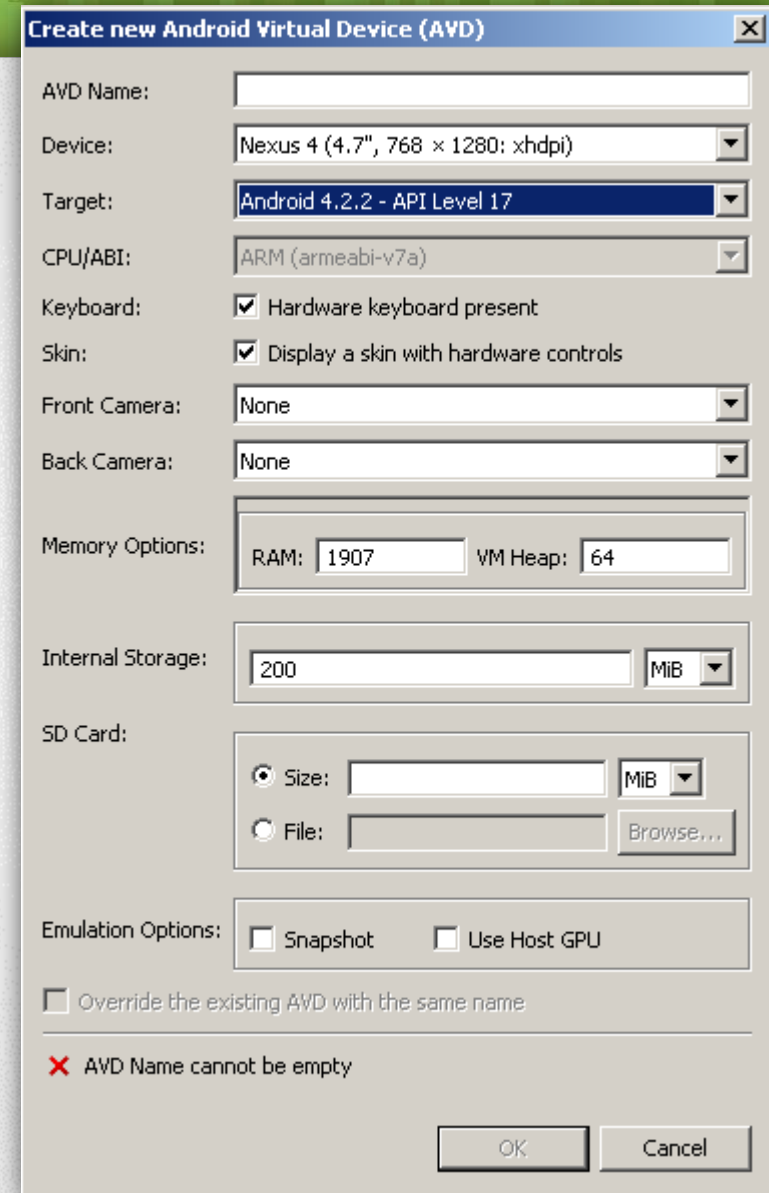 Create new Android Virtual Device (AVD)
AVD Name:
Device: Nexus 4 (4.7", 768 × 1280: xhdpi)
Target: Android 4.2.2 - API Level 17
CPU/ABI: ARM (armeabi-v7a)
Keyboard: Hardware keyboard present
Skin: Display a skin with hardware controls
Front Camera: None
Back Camera: None
Memory Options: RAM: 1907 VM Heap: 64
Internal Storage: 200 MiB
SD Card:
Size: MiB
File: Browse...
Emulation Options: Snapshot Use Host GPU
Override the existing AVD with the same name
AVD Name cannot be empty
OK Cancel